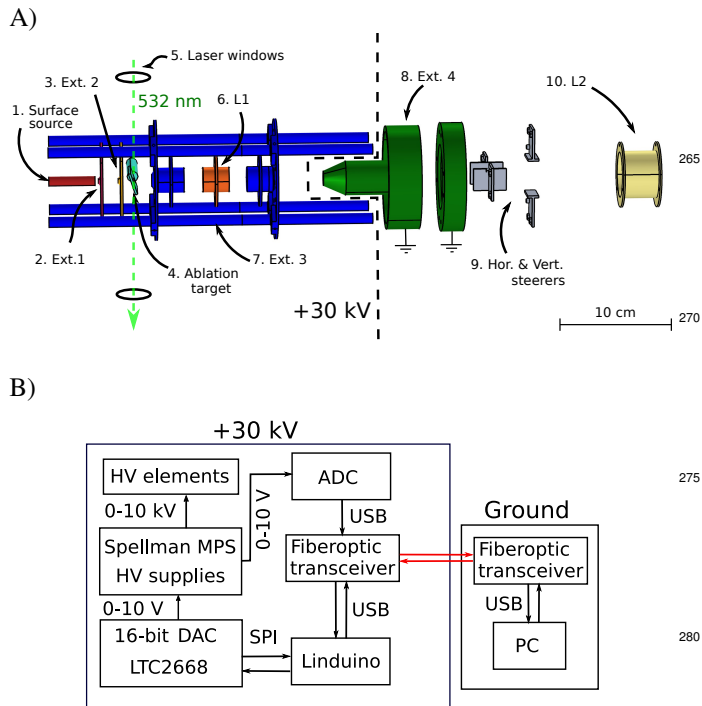 A)
5. Laser windows
3. Ext. 2
532 nm
6. L1
8. Ext. 4
10. L2
1. Surface
source
265
2. Ext.1
4. Ablation
target
7. Ext. 3
9. Hor. & Vert.
steerers
+30 kV
10 cm
270
B)
+30 kV
275
HV elements
ADC
0-10 kV
0-10 V
USB
Ground
Spellman MPS
HV supplies
Fiberoptic
transceiver
Fiberoptic
transceiver
0-10 V
USB
USB
16-bit DAC
LTC2668
SPI
Linduino
PC
280